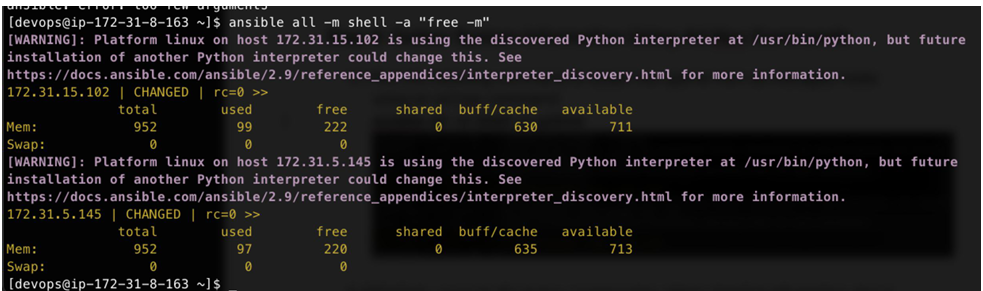 ansible: error: too few arguments
[devops@ip-172-31-8-163 ~]$ ansible all -m shell -a "free -m"
[WARNING]: Platform linux on host 172.31.15.102 is using the discovered Python interpreter at /usr/bin/python, but future
installation of another Python interpreter could change this. See
https://docs.ansible.com/ansible/2.9/reference_appendices/interpreter_discovery.html for more information.
172.31.15.102 | CHANGED | rc=0 >>
total used free shared buff/cache available
Mem: 952 99 222 0 630 711
Swap: 0 0 0
[WARNING]: Platform linux on host 172.31.5.145 is using the discovered Python interpreter at /usr/bin/python, but future
installation of another Python interpreter could change this. See
https://docs.ansible.com/ansible/2.9/reference_appendices/interpreter_discovery.html for more information.
172.31.5.145 | CHANGED | rc=0 >>
total used free shared buff/cache available
Mem: 952 97 220 0 635 713
Swap: 0 0 0
[devops@ip-172-31-8-163 ~]$ _